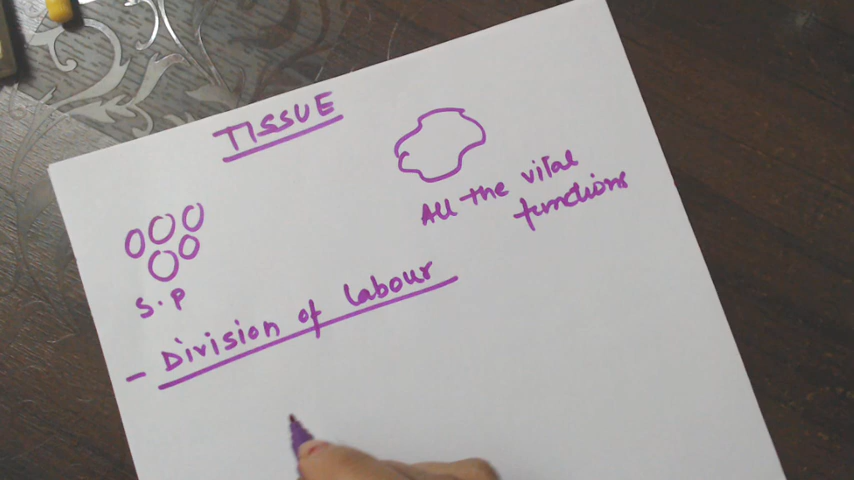 TISSUE
All the vital
functions
S.P
- Division of labour